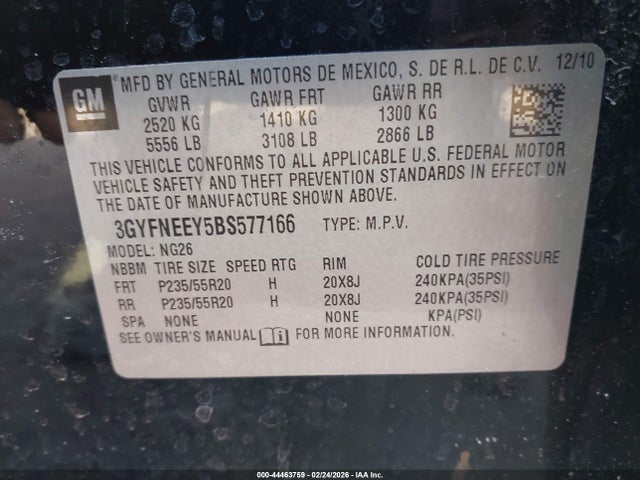 GM
MFD BY GENERAL MOTORS DE MEXICO, S. DE R.L. DE C.V. 12/10
GVWR GAWR FRT GAWR RR
2520 KG 1410 KG 1300 KG
5556 LB 3108 LB 2866 LB
THIS VEHICLE CONFORMS TO ALL APPLICABLE U.S. FEDERAL MOTOR
VEHICLE SAFETY AND THEFT PREVENTION STANDARDS IN EFFECT ON
THE DATE OF MANUFACTURE SHOWN ABOVE.
3GYFNEEY5BS577166 TYPE: M.P.V.
MODEL: NG26
NBBM TIRE SIZE SPEED RTG RIM COLD TIRE PRESSURE
FRT P235/55R20 H 20X8J 240KPA(35PSI)
RR P235/55R20 H 20X8J 240KPA(35PSI)
SPA NONE NONE KPA(PSI)
SEE OWNER'S MANUAL FOR MORE INFORMATION.
000-44463759 - 02/24/2026 - IAA Inc.